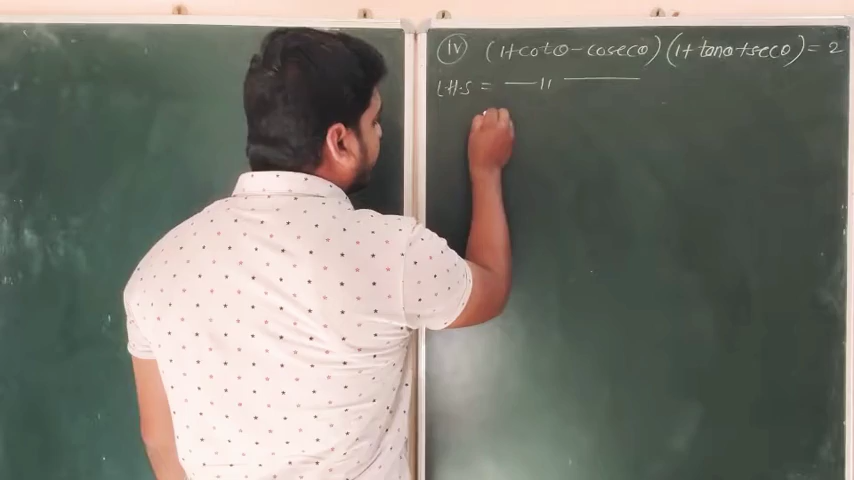 (iv) (1+cotθ-cosecθ)(1+tanθ+secθ)=2
L.H.S = —— 11 ——